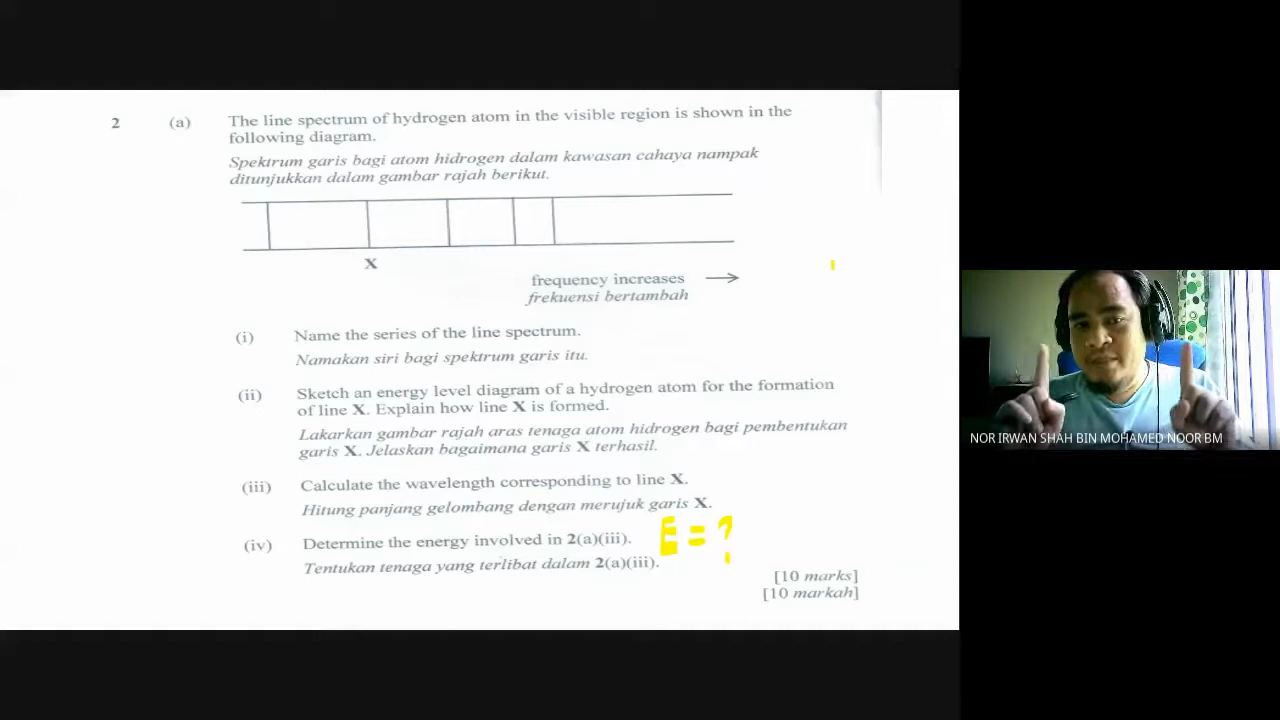 2 (a) The line spectrum of hydrogen atom in the visible region is shown in the
following diagram.
Spektrum garis bagi atom hidrogen dalam kawasan cahaya nampak
ditunjukkan dalam gambar rajah berikut.
X
frequency increases
frekuensi bertambah
(i) Name the series of the line spectrum.
Namakan siri bagi spektrum garis itu.
(ii) Sketch an energy level diagram of a hydrogen atom for the formation
of line X. Explain how line X is formed.
Lakarkan gambar rajah aras tenaga atom hidrogen bagi pembentukan
garis X. Jelaskan bagaimana garis X terhasil.
(iii) Calculate the wavelength corresponding to line X.
Hitung panjang gelombang dengan merujuk garis X.
(iv) Determine the energy involved in 2(a)(iii). E = ?
Tentukan tenaga yang terlibat dalam 2(a)(iii).
[10 marks]
[10 markah]
NOR IRWAN SHAH BIN MOHAMED NOOR BM